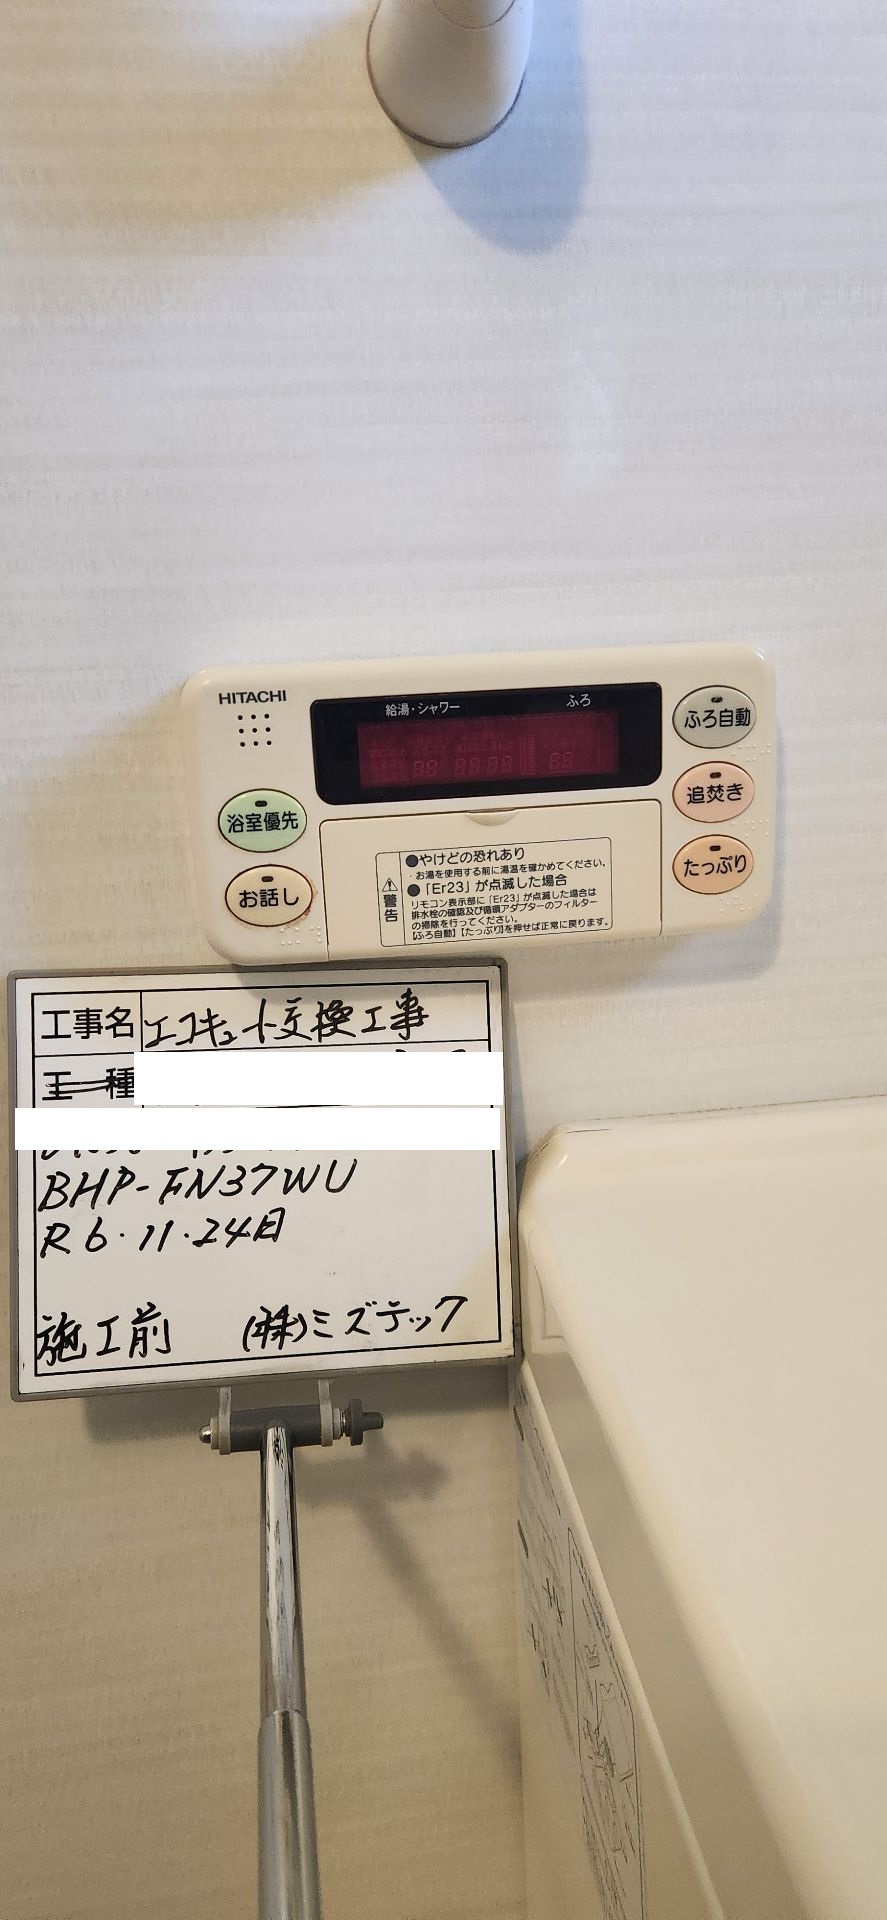 HITACHI
給湯・シャワー
ふろ
ふろ自動
追焚き
たっぷり
浴室優先
お話し
警告
●やけどの恐れあり
・お湯を使用する前に湯温を確かめてください。
●「Er23」が点滅した場合
リモコン表示部に「Er23」が点滅した場合は
排水栓の確認及び循環アダプターのフィルター
の掃除を行ってください。
【ふろ自動】【たっぷり】を押せば正常に戻ります。
工事名 エコキュート交換工事
工種
BHP-FN37WU
R6.11.24日
施工前 (株)ミズテック